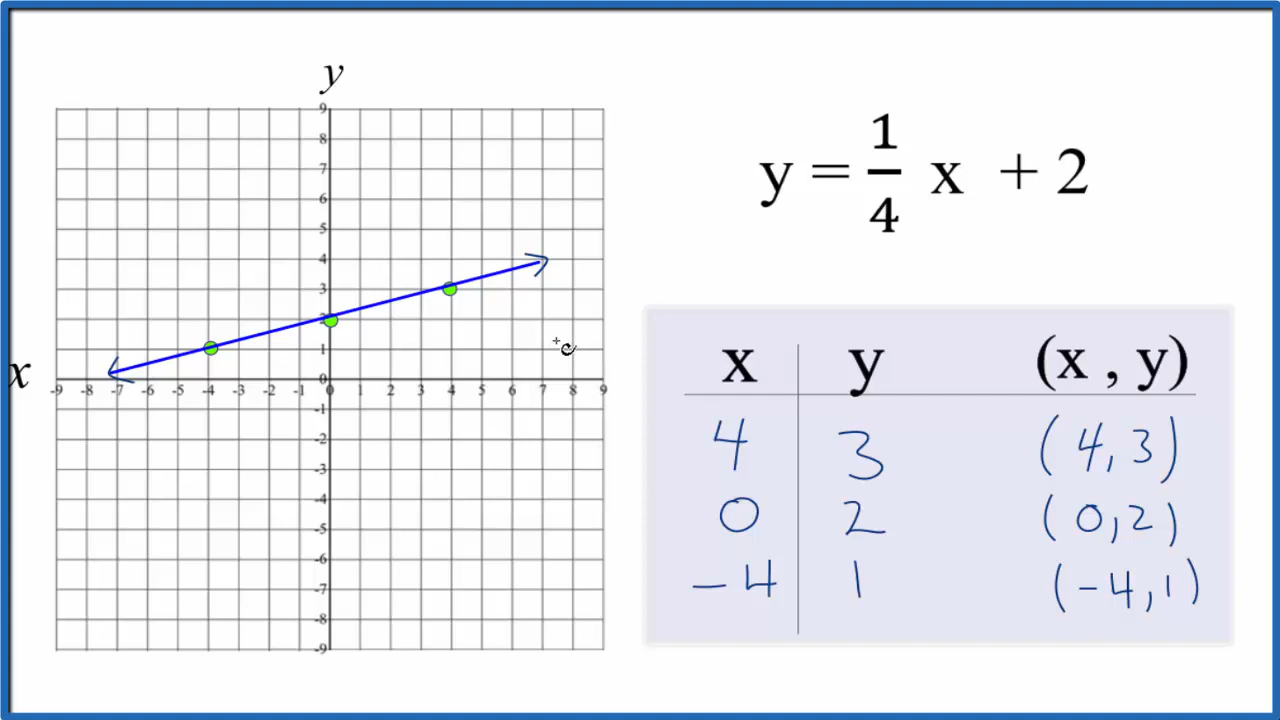 y
9
8
7
6
5
4
3
2
1
0
x
-9 -8 -7 -6 -5 -4 -3 -2 -1 0 1 2 3 4 5 6 7 8 9
-1
-2
-3
-4
-5
-6
-7
-8
-9
y = 1/4 x + 2
x y (x , y)
4 3 (4,3)
0 2 (0,2)
-4 1 (-4,1)